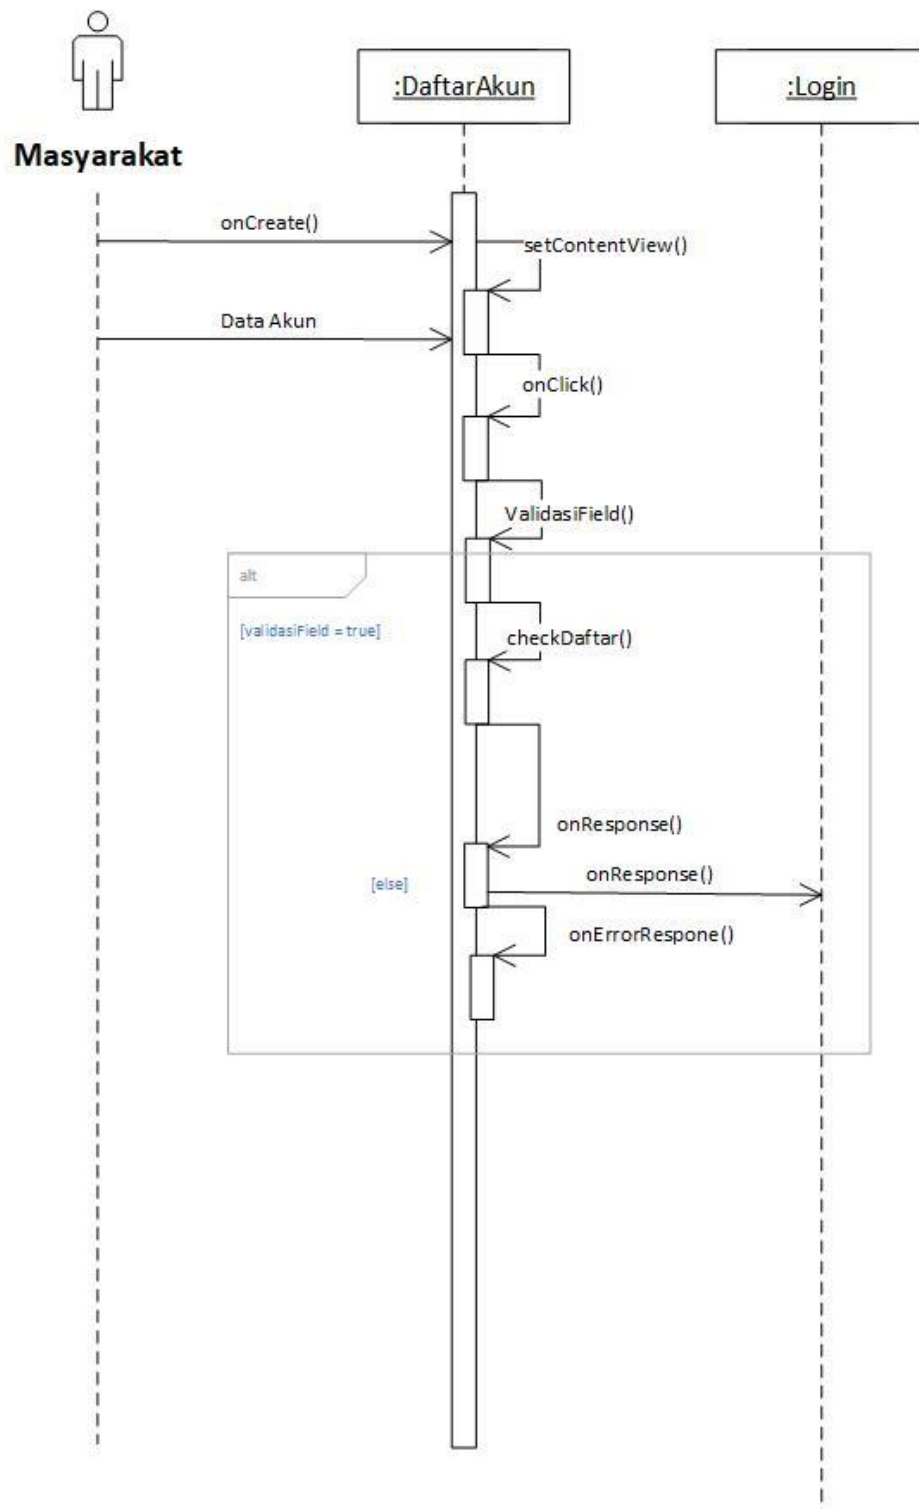 :DaftarAkun
:Login
Masyarakat
onCreate()
setContentView()
Data Akun
onClick()
ValidasiField()
alt
[validasiField = true]
checkDaftar()
onResponse()
onResponse()
[else]
onErrorRespone()